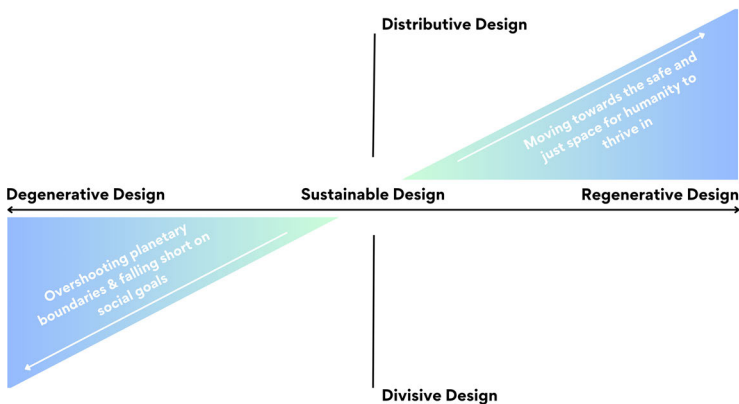 Distributive Design
Moving towards the safe and
just space for humanity to
thrive in
Degenerative Design
Sustainable Design
Regenerative Design
Overshooting planetary
boundaries & falling short on
social goals
Divisive Design